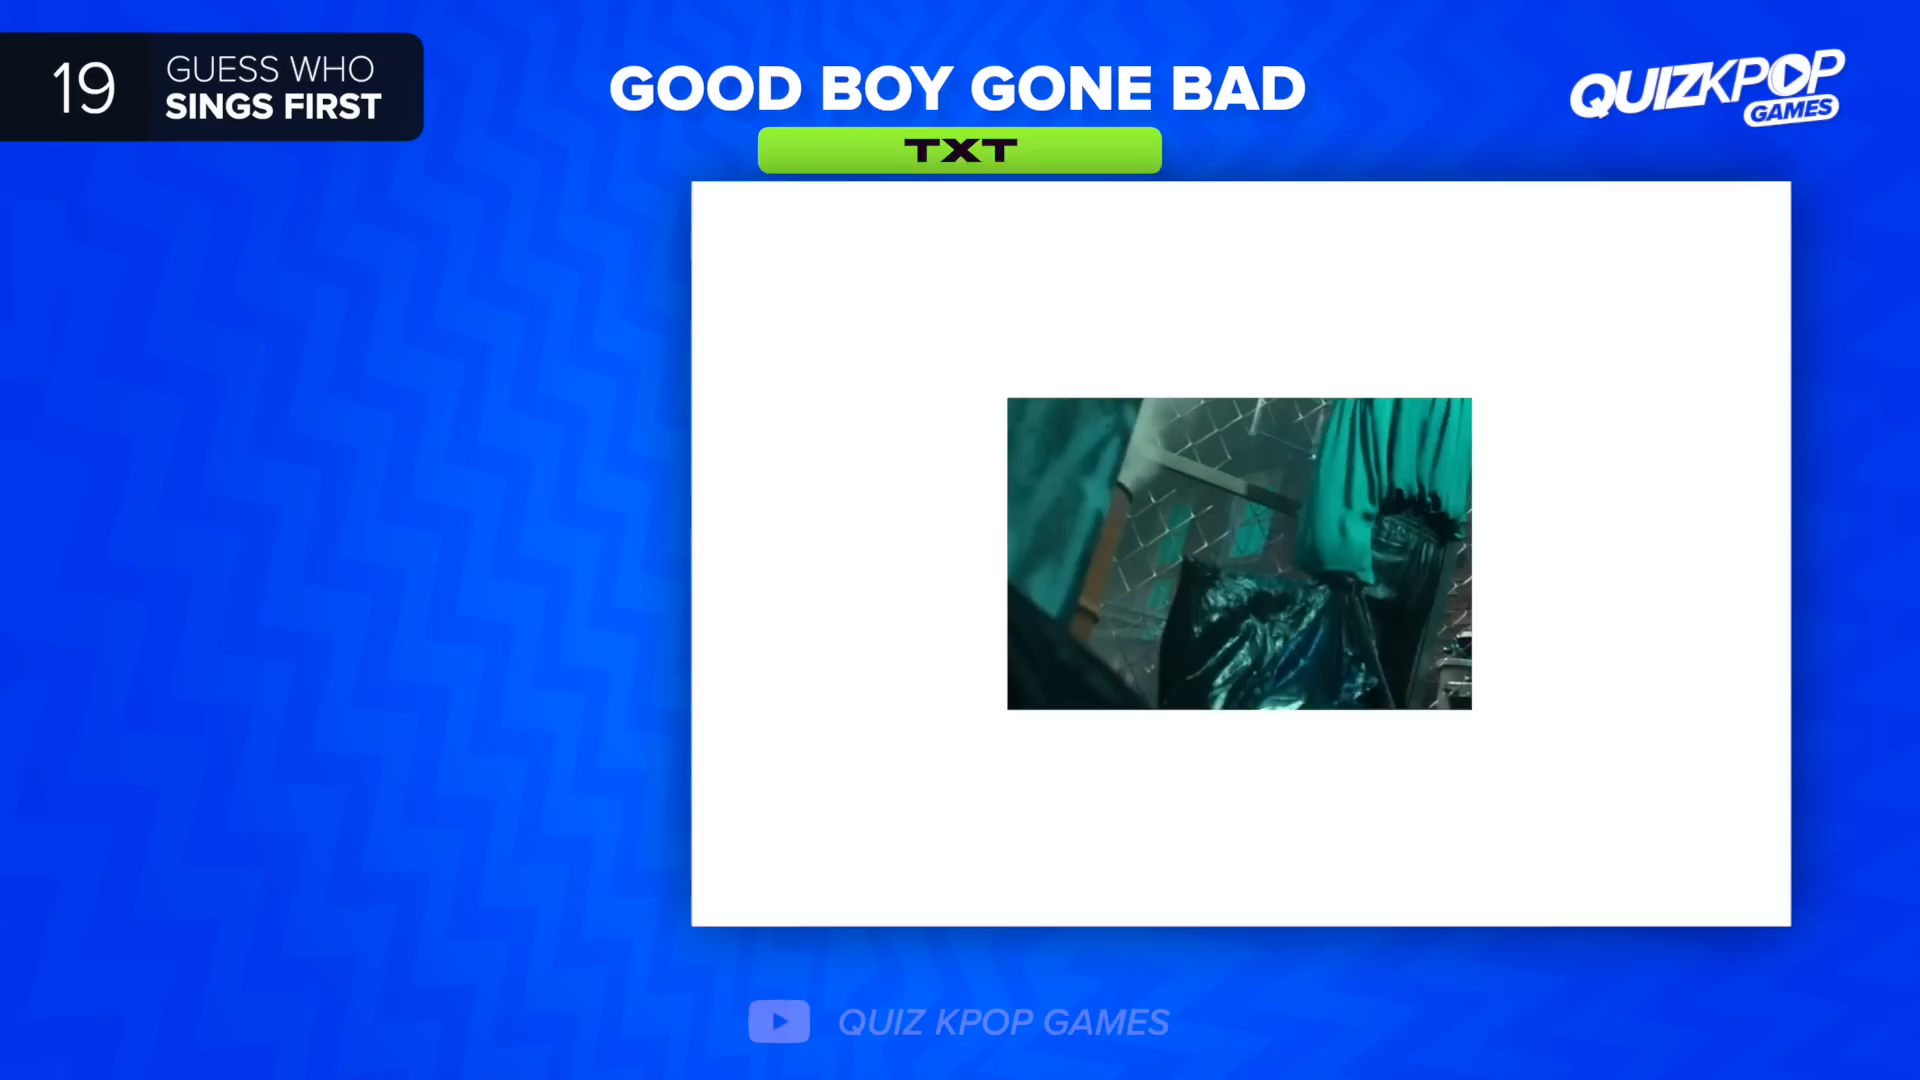 19
GUESS WHO
SINGS FIRST
GOOD BOY GONE BAD
TXT
QUIZKPOP
GAMES
QUIZ KPOP GAMES